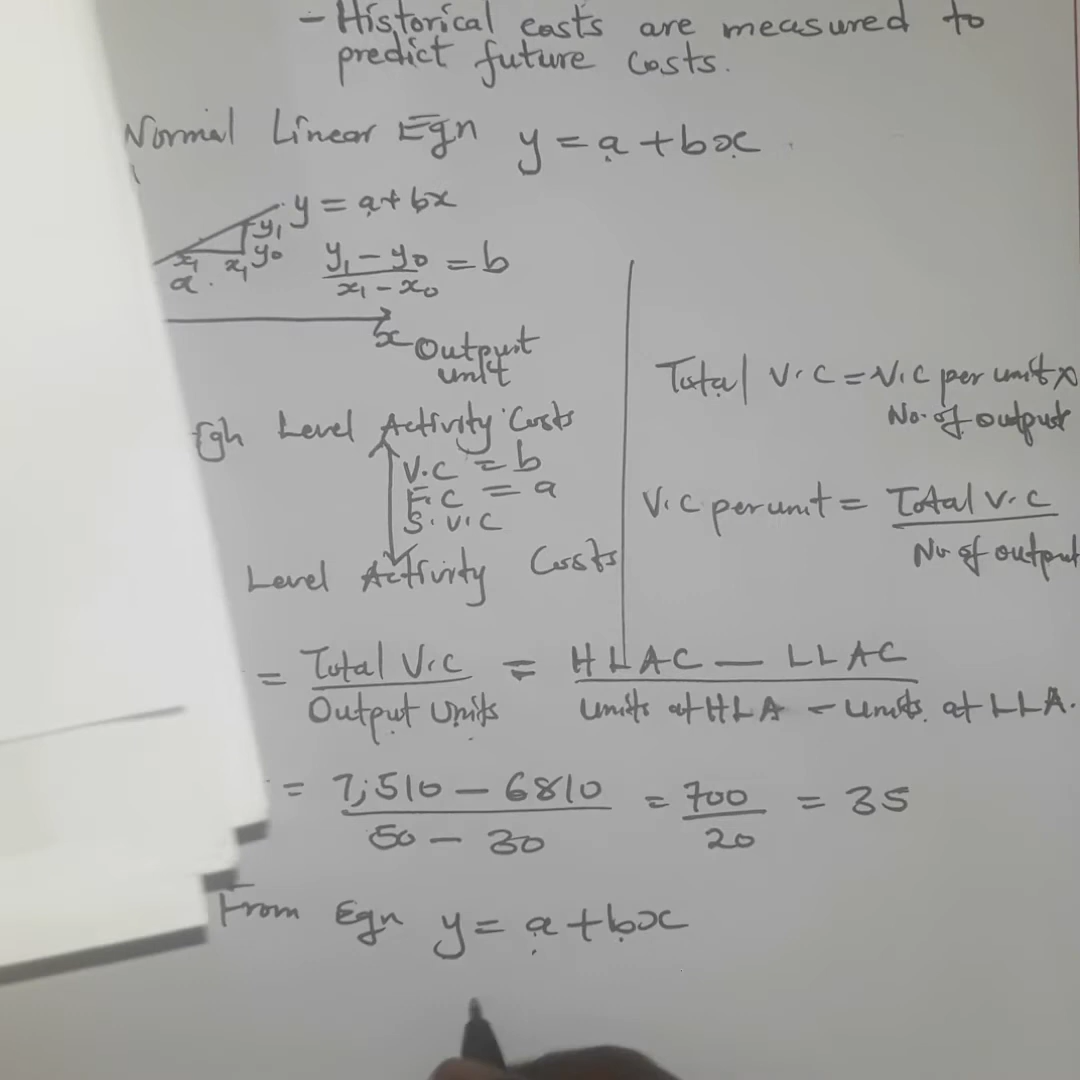 - Historical costs are measured to
predict future costs.
Normal Linear Eqn y = a + bx
y = a + bx
y1
x1 x1 y0
a
y1 - y0 = b
x1 - x0
x Output
unit
Level Activity Costs
V.C = b
F.C = a
S.V.C
Level Activity Costs
Total V.C = V.C per unit x
No. of output
V.C per unit = Total V.C
No of output
= Total V.C = HLAC - LLAC
Output Units units at HLA - units at LLA.
= 7,510 - 6810 = 700 = 35
50 - 30 20
From Eqn y = a + bx